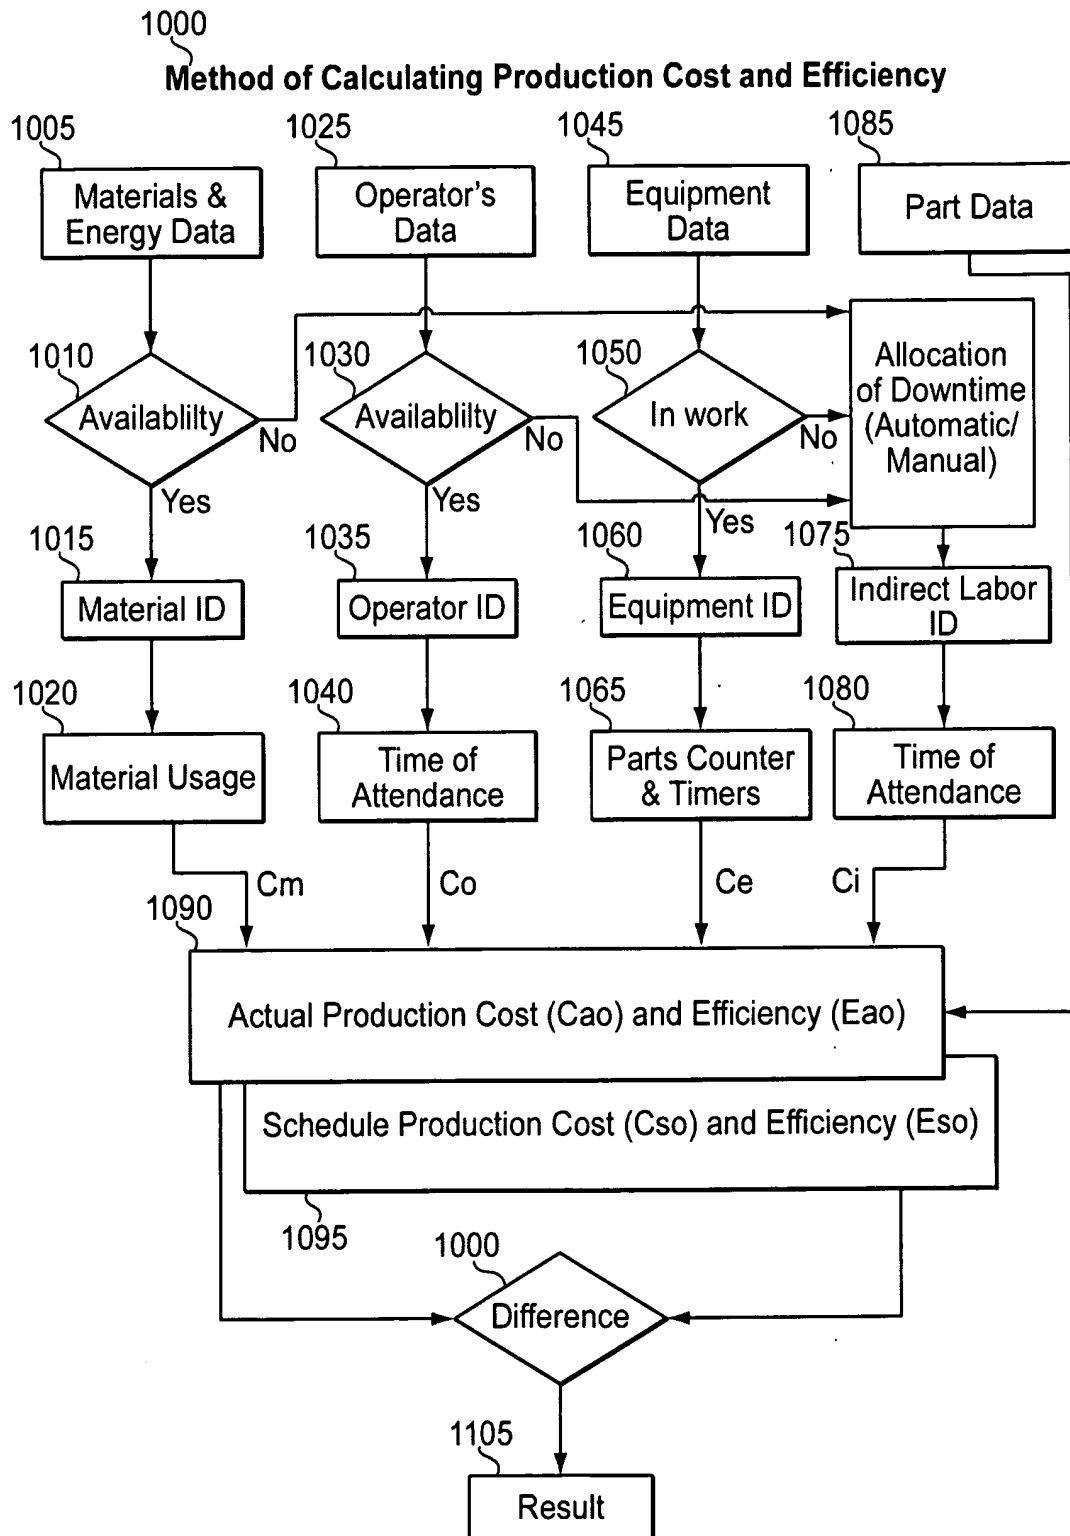 1000
Method of Calculating Production Cost and Efficiency
1005
1025
1045
1085
Materials &
Energy Data
Operator's
Data
Equipment
Data
Part Data
1010
1030
1050
Availablilty
No
Yes
Availablilty
No
Yes
In work
No
Yes
Allocation
of Downtime
(Automatic/
Manual)
1015
1035
1060
1075
Material ID
Operator ID
Equipment ID
Indirect Labor
ID
1020
1040
1065
1080
Material Usage
Time of
Attendance
Parts Counter
& Timers
Time of
Attendance
Cm
Co
Ce
Ci
1090
Actual Production Cost (Cao) and Efficiency (Eao)
Schedule Production Cost (Cso) and Efficiency (Eso)
1095
1000
Difference
1105
Result